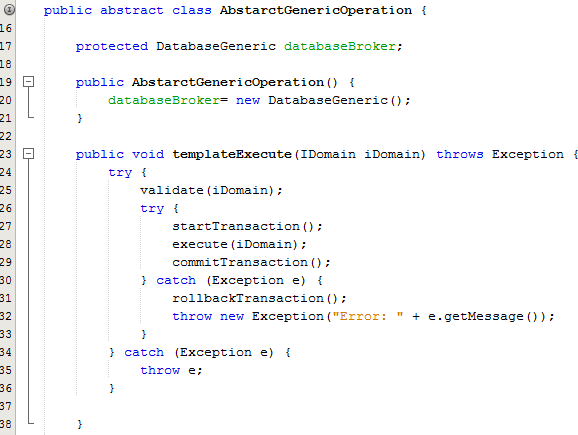 public abstract class AbstarctGenericOperation {
16
17 protected DatabaseGeneric databaseBroker;
18
19 public AbstarctGenericOperation() {
20 databaseBroker= new DatabaseGeneric();
21 }
22
23 public void templateExecute(IDomain iDomain) throws Exception {
24 try {
25 validate(iDomain);
26 try {
27 startTransaction();
28 execute(iDomain);
29 commitTransaction();
30 } catch (Exception e) {
31 rollbackTransaction();
32 throw new Exception("Error: " + e.getMessage());
33 }
34 } catch (Exception e) {
35 throw e;
36 }
37
38 }